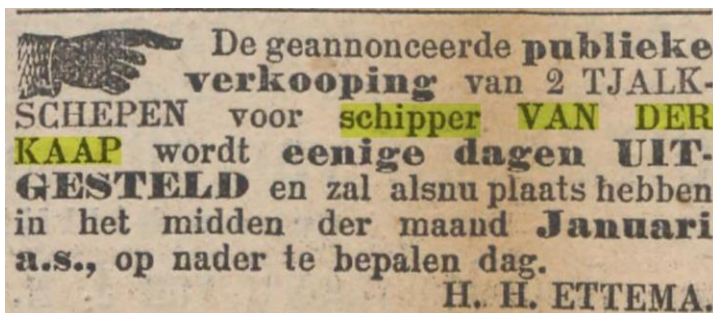 De geannonceerde publieke
verkooping van 2 TJALK-
SCHEPEN voor schipper VAN DER
KAAP wordt eenige dagen UIT-
GESTELD en zal alsnu plaats hebben
in het midden der maand Januari
a.s., op nader te bepalen dag.
H. H. ETTEMA.